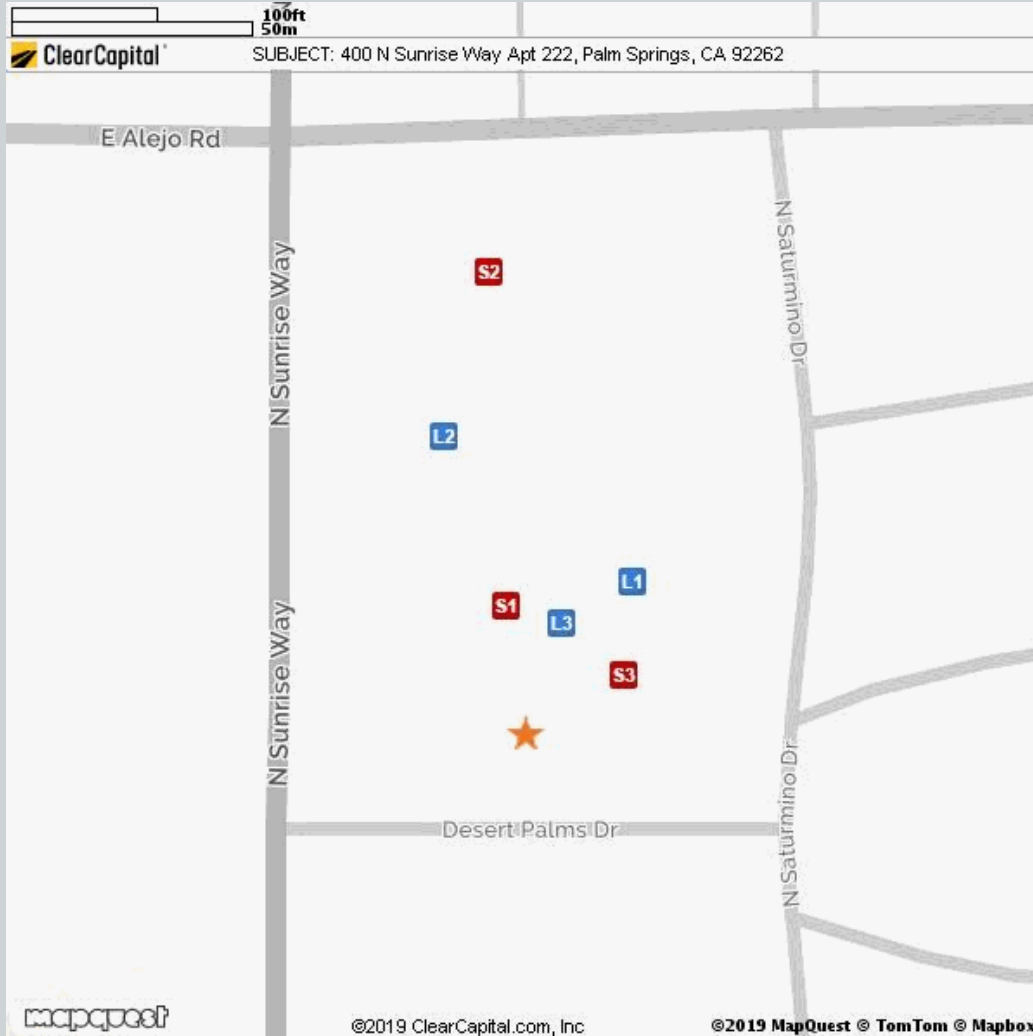 100ft
50m
ClearCapital
SUBJECT: 400 N Sunrise Way Apt 222, Palm Springs, CA 92262
E Alejo Rd
N Saturmino Dr
N Sunrise Way
S2
L2
L1
S1
L3
S3
N Sunrise Way
N Saturmino Dr
Desert Palms Dr
mapquest
©2019 ClearCapital.com, Inc
©2019 MapQuest © TomTom © Mapbox